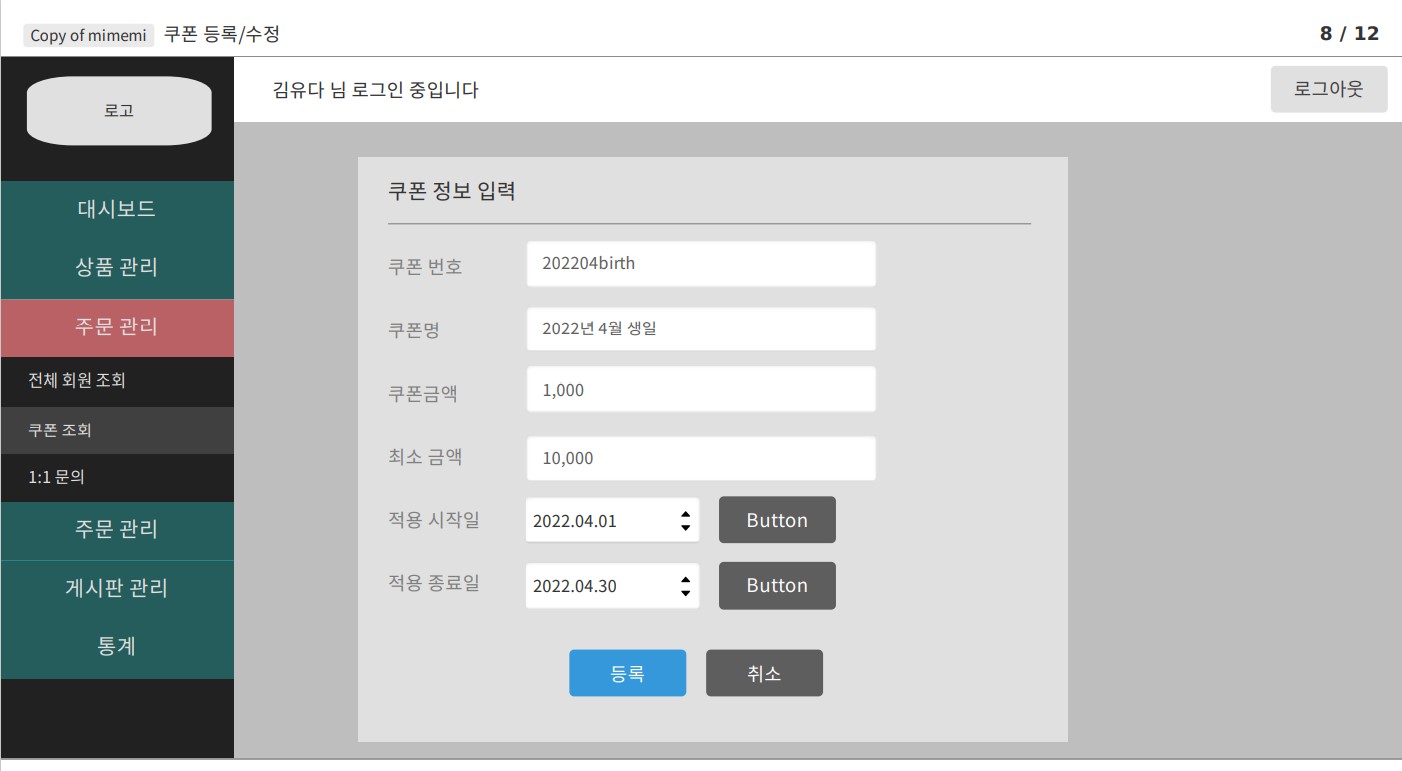 Copy of mimemi 쿠폰 등록/수정 8 / 12
로고
김유다 님 로그인 중입니다 로그아웃
대시보드
상품 관리
주문 관리
전체 회원 조회
쿠폰 조회
1:1 문의
주문 관리
게시판 관리
통계
쿠폰 정보 입력
쿠폰 번호 202204birth
쿠폰명 2022년 4월 생일
쿠폰금액 1,000
최소 금액 10,000
적용 시작일 2022.04.01 Button
적용 종료일 2022.04.30 Button
등록 취소